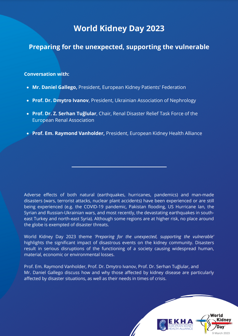 World Kidney Day 2023
Preparing for the unexpected, supporting the vulnerable
Conversation with:
• Mr. Daniel Gallego, President, European Kidney Patients' Federation
• Prof. Dr. Dmytro Ivanov, President, Ukrainian Association of Nephrology
• Prof. Dr. Z. Serhan Tuğlular, Chair, Renal Disaster Relief Task Force of the
European Renal Association
• Prof. Em. Raymond Vanholder, President, European Kidney Health Alliance
Adverse effects of both natural (earthquakes, hurricanes, pandemics) and man-made
disasters (wars, terrorist attacks, nuclear plant accidents) have been experienced or are still
being experienced (e.g. the COVID-19 pandemic, Pakistan flooding, US Hurricane Ian, the
Syrian and Russian-Ukrainian wars, and most recently, the devastating earthquakes in south-
east Turkey and north-east Syria). Although some regions are at higher risk, no place around
the globe is exempted of disaster threats.
World Kidney Day 2023 theme 'Preparing for the unexpected, supporting the vulnerable'
highlights the significant impact of disastrous events on the kidney community. Disasters
result in serious disruptions of the functioning of a society causing widespread human,
material, economic or environmental losses.
Prof. Em. Raymond Vanholder, Prof. Dr. Dmytro Ivanov, Prof. Dr. Serhan Tuğlular, and
Mr. Daniel Gallego discuss how and why those affected by kidney disease are particularly
affected by disaster situations, as well as their needs in times of crisis.
EKHA
World
Kidney Day